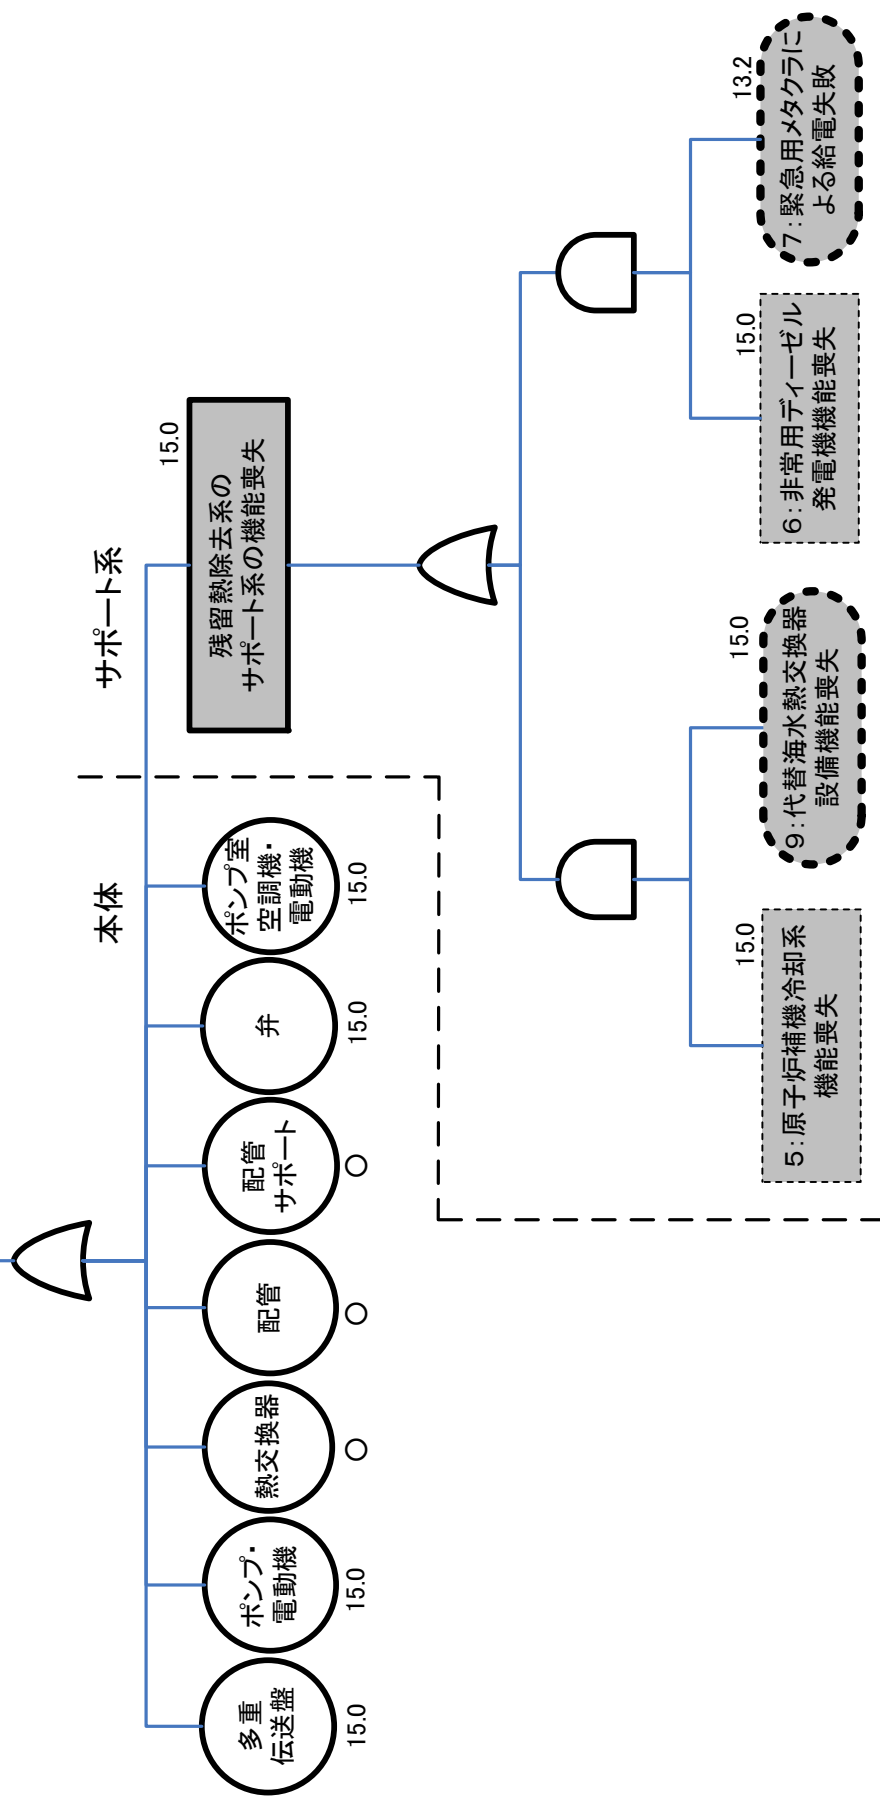 本体
サポート系
多重
伝送盤
15.0
ポンプ・
電動機
15.0
熱交換器
○
配管
○
配管
サポート
○
弁
15.0
ポンプ室
空調機・
電動機
15.0
15.0
残留熱除去系の
サポート系の機能喪失
15.0
5:原子炉補機冷却系
機能喪失
15.0
9:代替海水熱交換器
設備機能喪失
15.0
6:非常用ディーゼル
発電機機能喪失
13.2
7:緊急用メタクラに
よる給電失敗